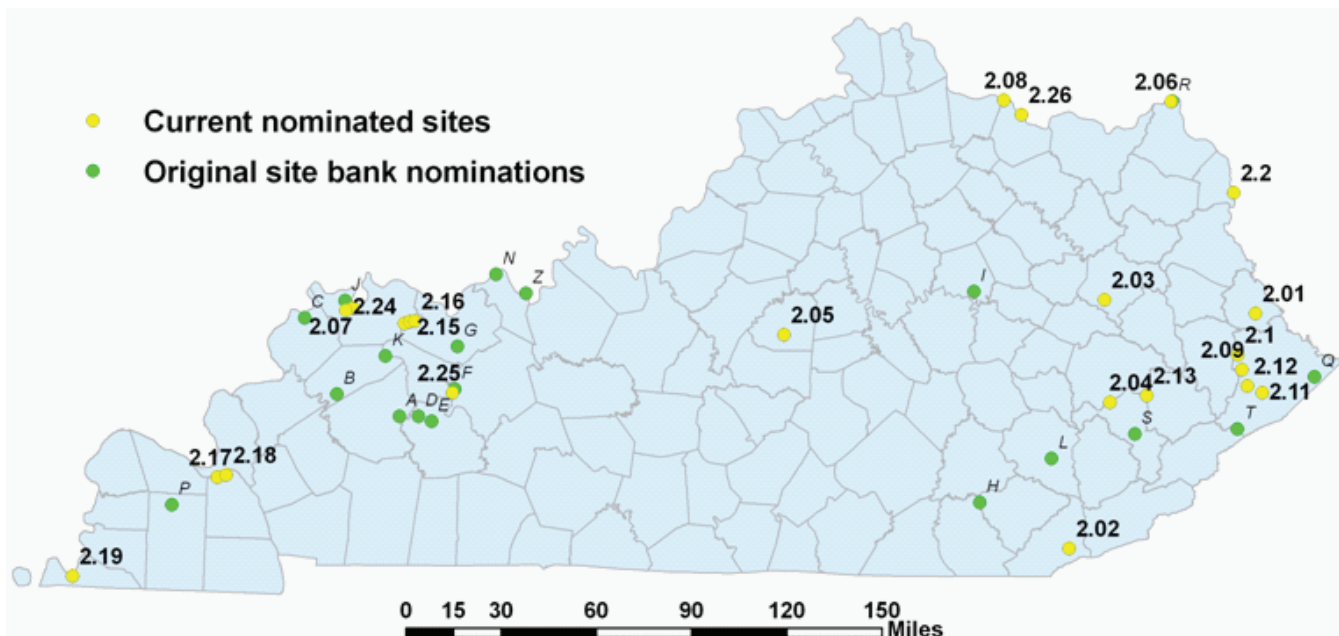 2.08
2.26
2.06 R
Current nominated sites
Original site bank nominations
2.2
N
Z
J
C
2.24
2.16
2.07
2.15
G
K
I
2.03
2.01
2.05
2.1
2.09
2.12
Q
2.25
F
B
2.04
2.13
2.11
A
D
E
S
T
2.17
2.18
L
P
H
2.19
2.02
0 15 30 60 90 120 150
Miles